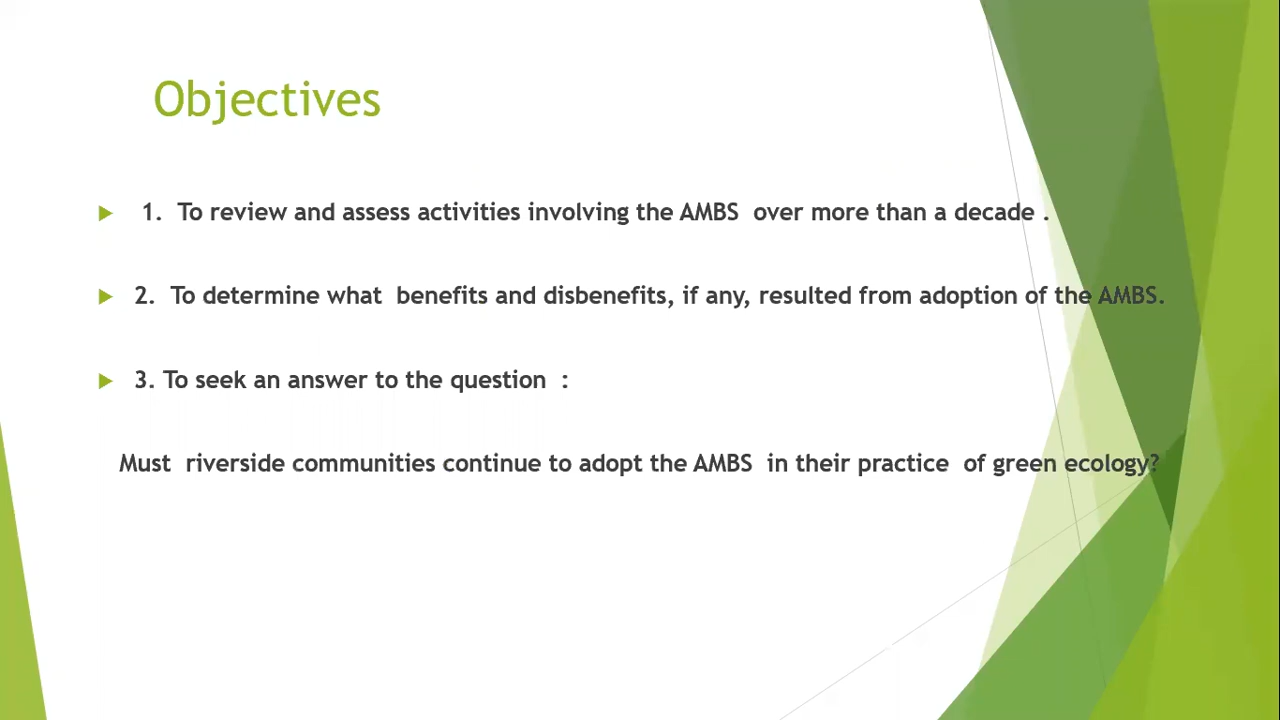 Objectives
1. To review and assess activities involving the AMBS over more than a decade .
2. To determine what benefits and disbenefits, if any, resulted from adoption of the AMBS.
3. To seek an answer to the question :
Must riverside communities continue to adopt the AMBS in their practice of green ecology?